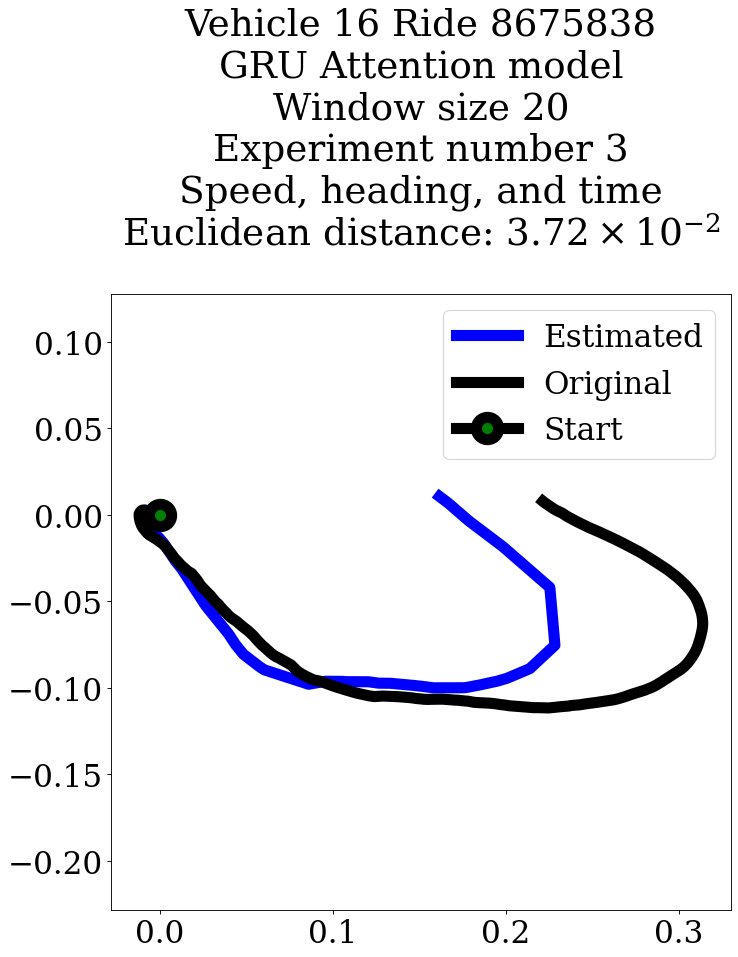 Vehicle 16 Ride 8675838
GRU Attention model
Window size 20
Experiment number 3
Speed, heading, and time
Euclidean distance: 3.72 × 10⁻²
Estimated
Original
Start
0.10
0.05
0.00
−0.05
−0.10
−0.15
−0.20
0.0 0.1 0.2 0.3